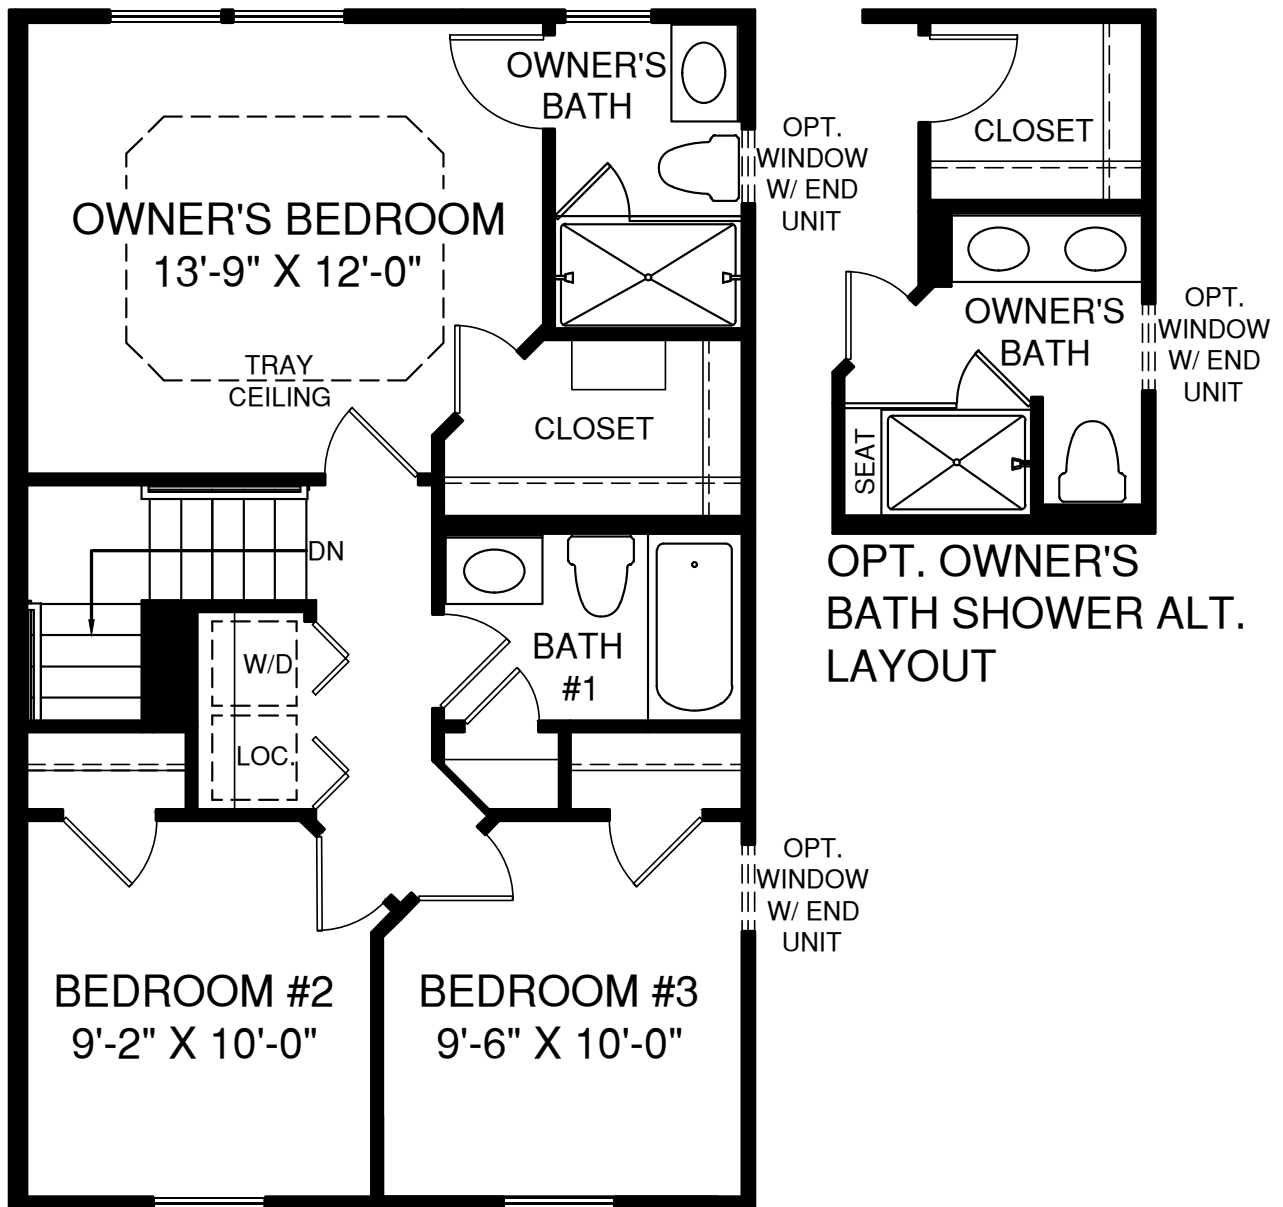 OWNER'S
BATH
OPT.
WINDOW
W/ END
UNIT
OWNER'S BEDROOM
13'-9" X 12'-0"
TRAY
CEILING
CLOSET
DN
W/D
LOC.
BATH
#1
BEDROOM #2
9'-2" X 10'-0"
BEDROOM #3
9'-6" X 10'-0"
OPT.
WINDOW
W/ END
UNIT
CLOSET
OWNER'S
BATH
OPT.
WINDOW
W/ END
UNIT
SEAT
OPT. OWNER'S
BATH SHOWER ALT.
LAYOUT